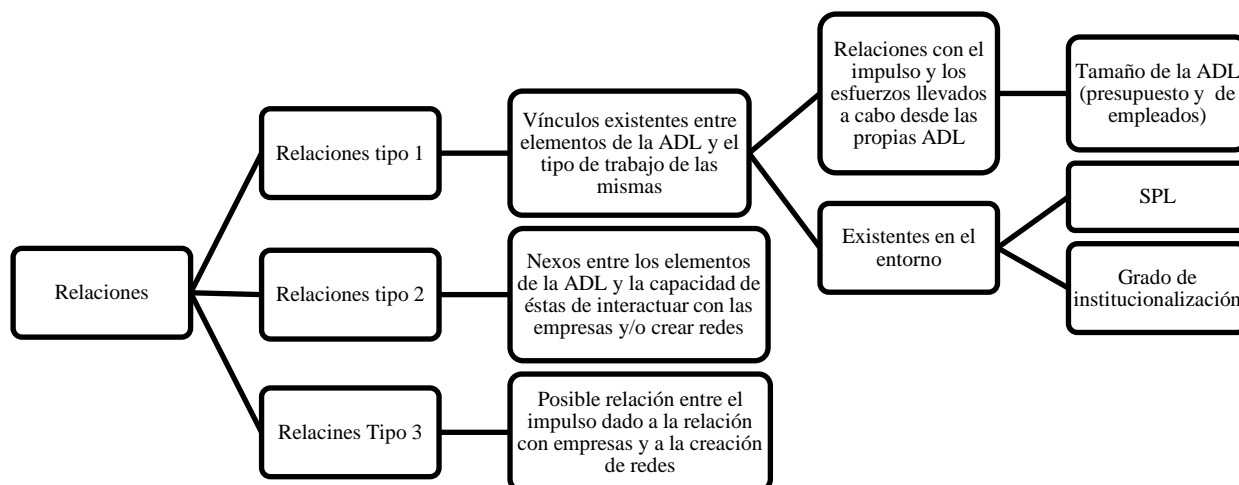 Relaciones
Relaciones tipo 1
Vínculos existentes entre
elementos de la ADL y el
tipo de trabajo de las
mismas
Relaciones con el
impulso y los
esfuerzos llevados
a cabo desde las
propias ADL
Tamaño de la ADL
(presupuesto y de
empleados)
Existentes en el
entorno
SPL
Grado de
institucionalización
Relaciones tipo 2
Nexos entre los elementos
de la ADL y la capacidad de
éstas de interactuar con las
empresas y/o crear redes
Relacines Tipo 3
Posible relación entre el
impulso dado a la relación
con empresas y a la creación
de redes